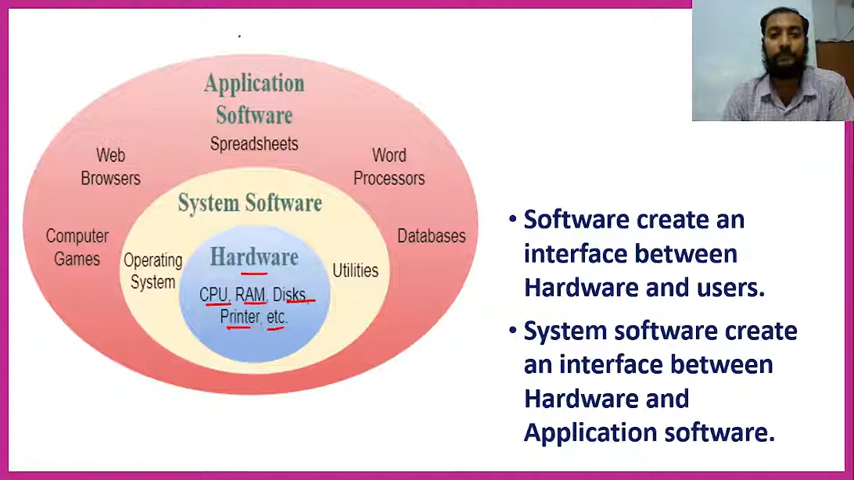 Application
Software
Spreadsheets
Web
Browsers
Word
Processors
System Software
Computer
Games
Operating
System
Hardware
Utilities
Databases
CPU, RAM, Disks,
Printer, etc.
• Software create an
interface between
Hardware and users.
• System software create
an interface between
Hardware and
Application software.